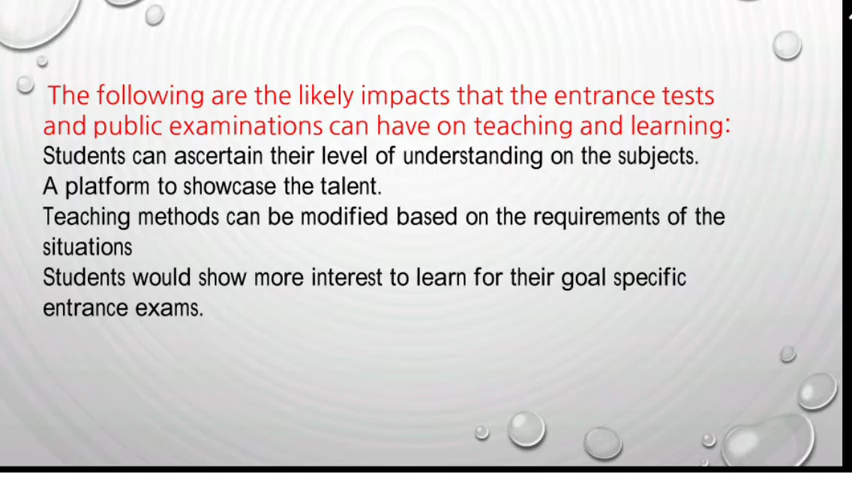 The following are the likely impacts that the entrance tests
and public examinations can have on teaching and learning:
Students can ascertain their level of understanding on the subjects.
A platform to showcase the talent.
Teaching methods can be modified based on the requirements of the
situations
Students would show more interest to learn for their goal specific
entrance exams.